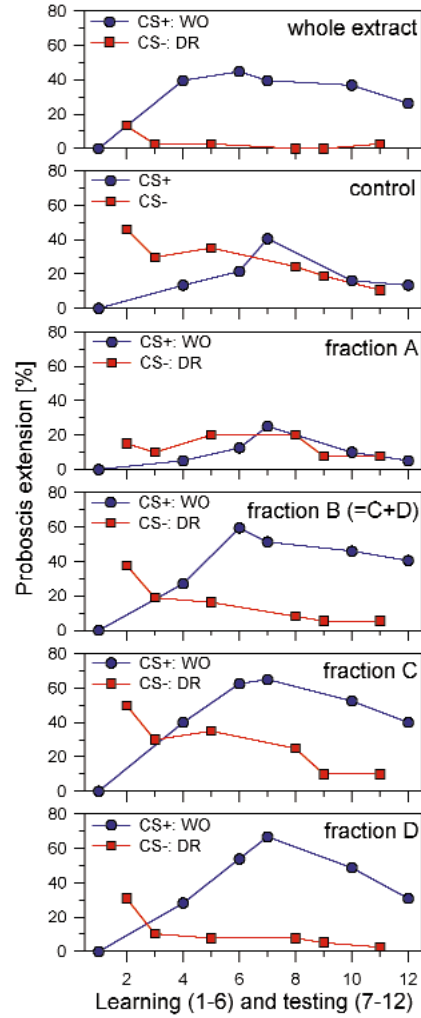 80
60
40
20
0
CS+: WO
CS-: DR
whole extract
80
60
40
20
0
CS+
CS-
control
80
60
40
20
0
CS+: WO
CS-: DR
fraction A
80
60
40
20
0
CS+: WO
CS-: DR
fraction B (=C+D)
80
60
40
20
0
CS+: WO
CS-: DR
fraction C
80
60
40
20
0
CS+: WO
CS-: DR
fraction D
Proboscis extension [%]
2 4 6 8 10 12
Learning (1-6) and testing (7-12)